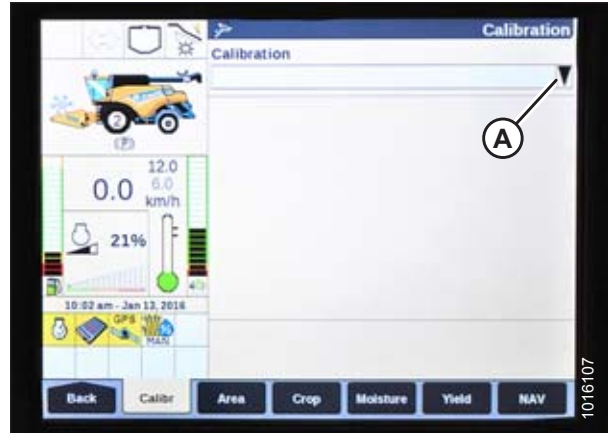 Calibration
Calibration
A
2
(P)
12.0
0.0 6.0
km/h
21%
10:02 am - Jan 13, 2016
GPS
MAN
Back Calibr Area Crop Moisture Yield NAV
1016107